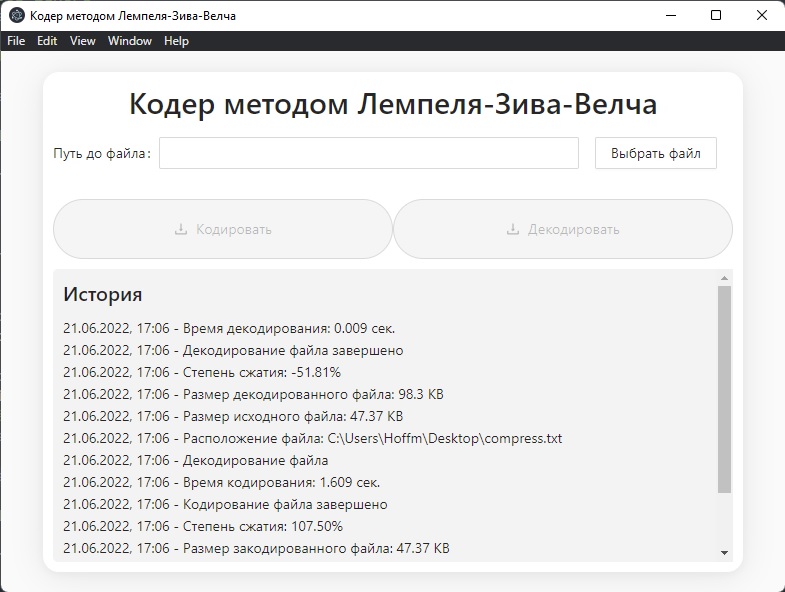 Кодер методом Лемпеля-Зива-Велча
File Edit View Window Help
Кодер методом Лемпеля-Зива-Велча
Путь до файла: Выбрать файл
Кодировать Декодировать
История
21.06.2022, 17:06 - Время декодирования: 0.009 сек.
21.06.2022, 17:06 - Декодирование файла завершено
21.06.2022, 17:06 - Степень сжатия: -51.81%
21.06.2022, 17:06 - Размер декодированного файла: 98.3 KB
21.06.2022, 17:06 - Размер исходного файла: 47.37 KB
21.06.2022, 17:06 - Расположение файла: C:\Users\Hoffm\Desktop\compress.txt
21.06.2022, 17:06 - Декодирование файла
21.06.2022, 17:06 - Время кодирования: 1.609 сек.
21.06.2022, 17:06 - Кодирование файла завершено
21.06.2022, 17:06 - Степень сжатия: 107.50%
21.06.2022, 17:06 - Размер закодированного файла: 47.37 KB